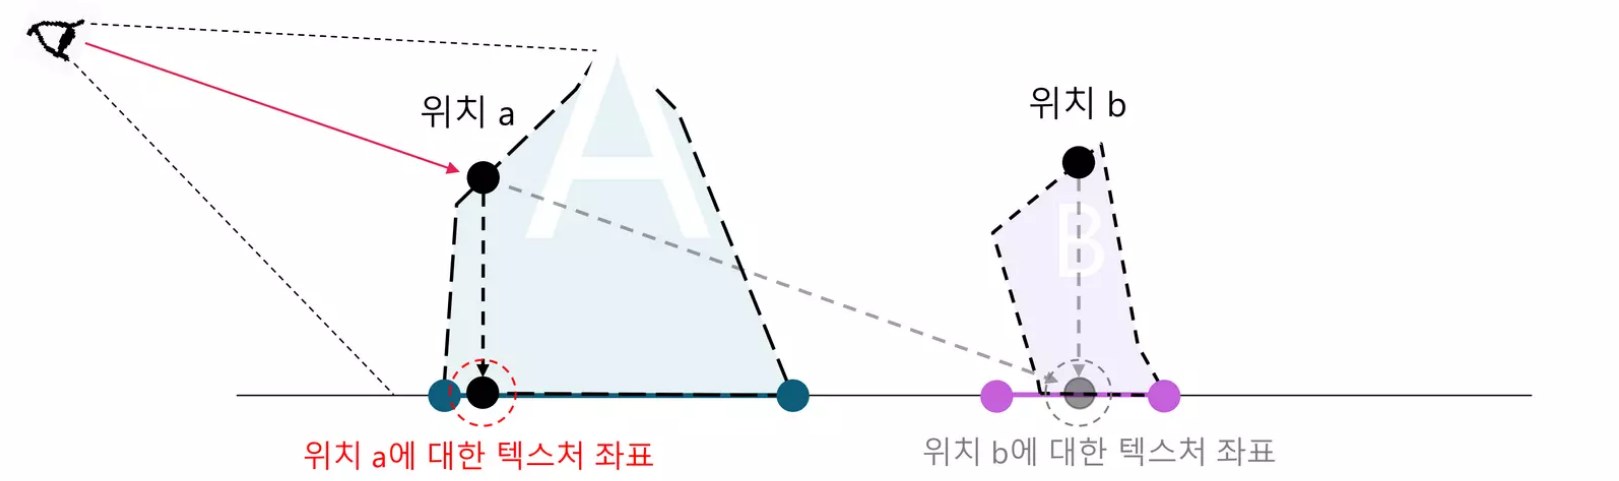 A
위치 a
위치 b
B
위치 a에 대한 텍스처 좌표
위치 b에 대한 텍스처 좌표